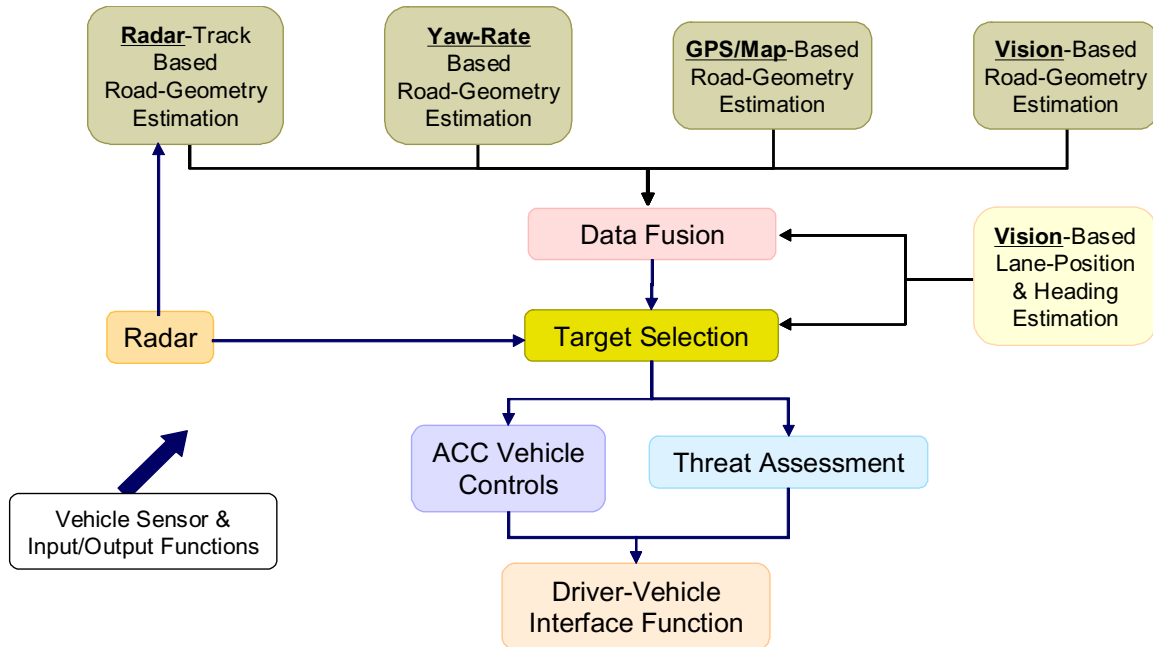 Radar-Track
Based
Road-Geometry
Estimation
Yaw-Rate
Based
Road-Geometry
Estimation
GPS/Map-Based
Road-Geometry
Estimation
Vision-Based
Road-Geometry
Estimation
Data Fusion
Vision-Based
Lane-Position
& Heading
Estimation
Radar
Target Selection
ACC Vehicle
Controls
Threat Assessment
Vehicle Sensor &
Input/Output Functions
Driver-Vehicle
Interface Function